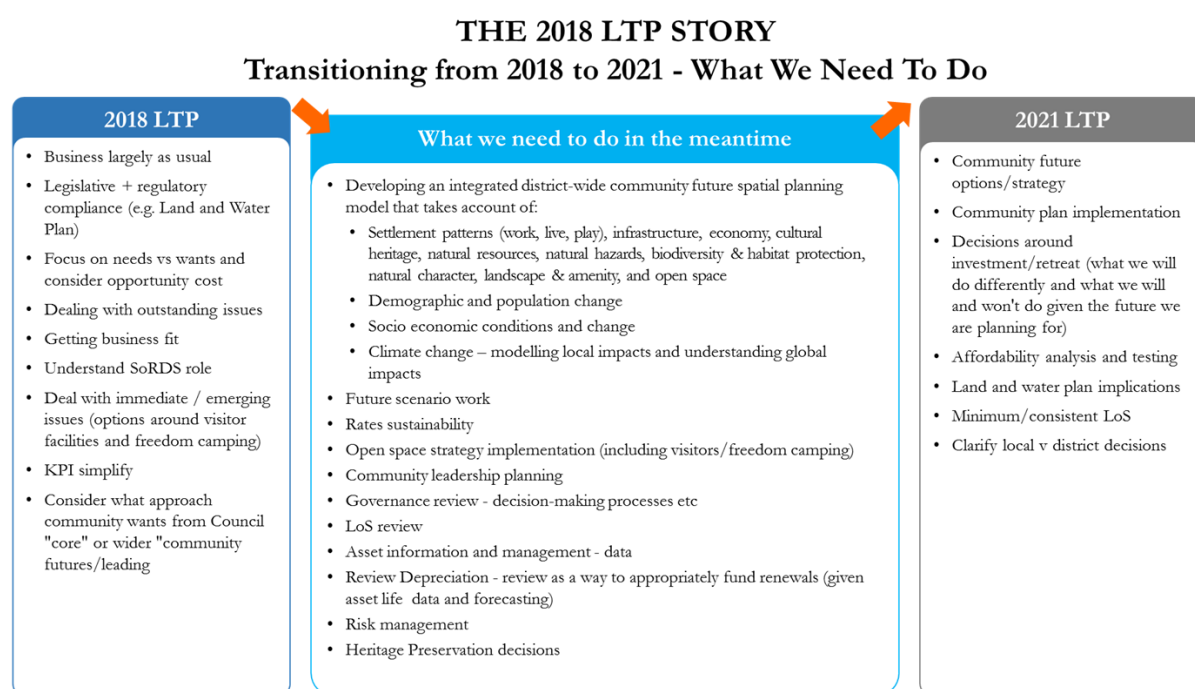 THE 2018 LTP STORY
Transitioning from 2018 to 2021 - What We Need To Do
2018 LTP
• Business largely as usual
• Legislative + regulatory
compliance (e.g. Land and Water
Plan)
• Focus on needs vs wants and
consider opportunity cost
• Dealing with outstanding issues
• Getting business fit
• Understand SoRDS role
• Deal with immediate / emerging
issues (options around visitor
facilities and freedom camping)
• KPI simplify
• Consider what approach
community wants from Council
"core" or wider "community
futures/leading
What we need to do in the meantime
• Developing an integrated district-wide community future spatial planning
model that takes account of:
• Settlement patterns (work, live, play), infrastructure, economy, cultural
heritage, natural resources, natural hazards, biodiversity & habitat protection,
natural character, landscape & amenity, and open space
• Demographic and population change
• Socio economic conditions and change
• Climate change – modelling local impacts and understanding global
impacts
• Future scenario work
• Rates sustainability
• Open space strategy implementation (including visitors/freedom camping)
• Community leadership planning
• Governance review - decision-making processes etc
• LoS review
• Asset information and management - data
• Review Depreciation - review as a way to appropriately fund renewals (given
asset life data and forecasting)
• Risk management
• Heritage Preservation decisions
2021 LTP
• Community future
options/strategy
• Community plan implementation
• Decisions around
investment/retreat (what we will
do differently and what we will
and won't do given the future we
are planning for)
• Affordability analysis and testing
• Land and water plan implications
• Minimum/consistent LoS
• Clarify local v district decisions